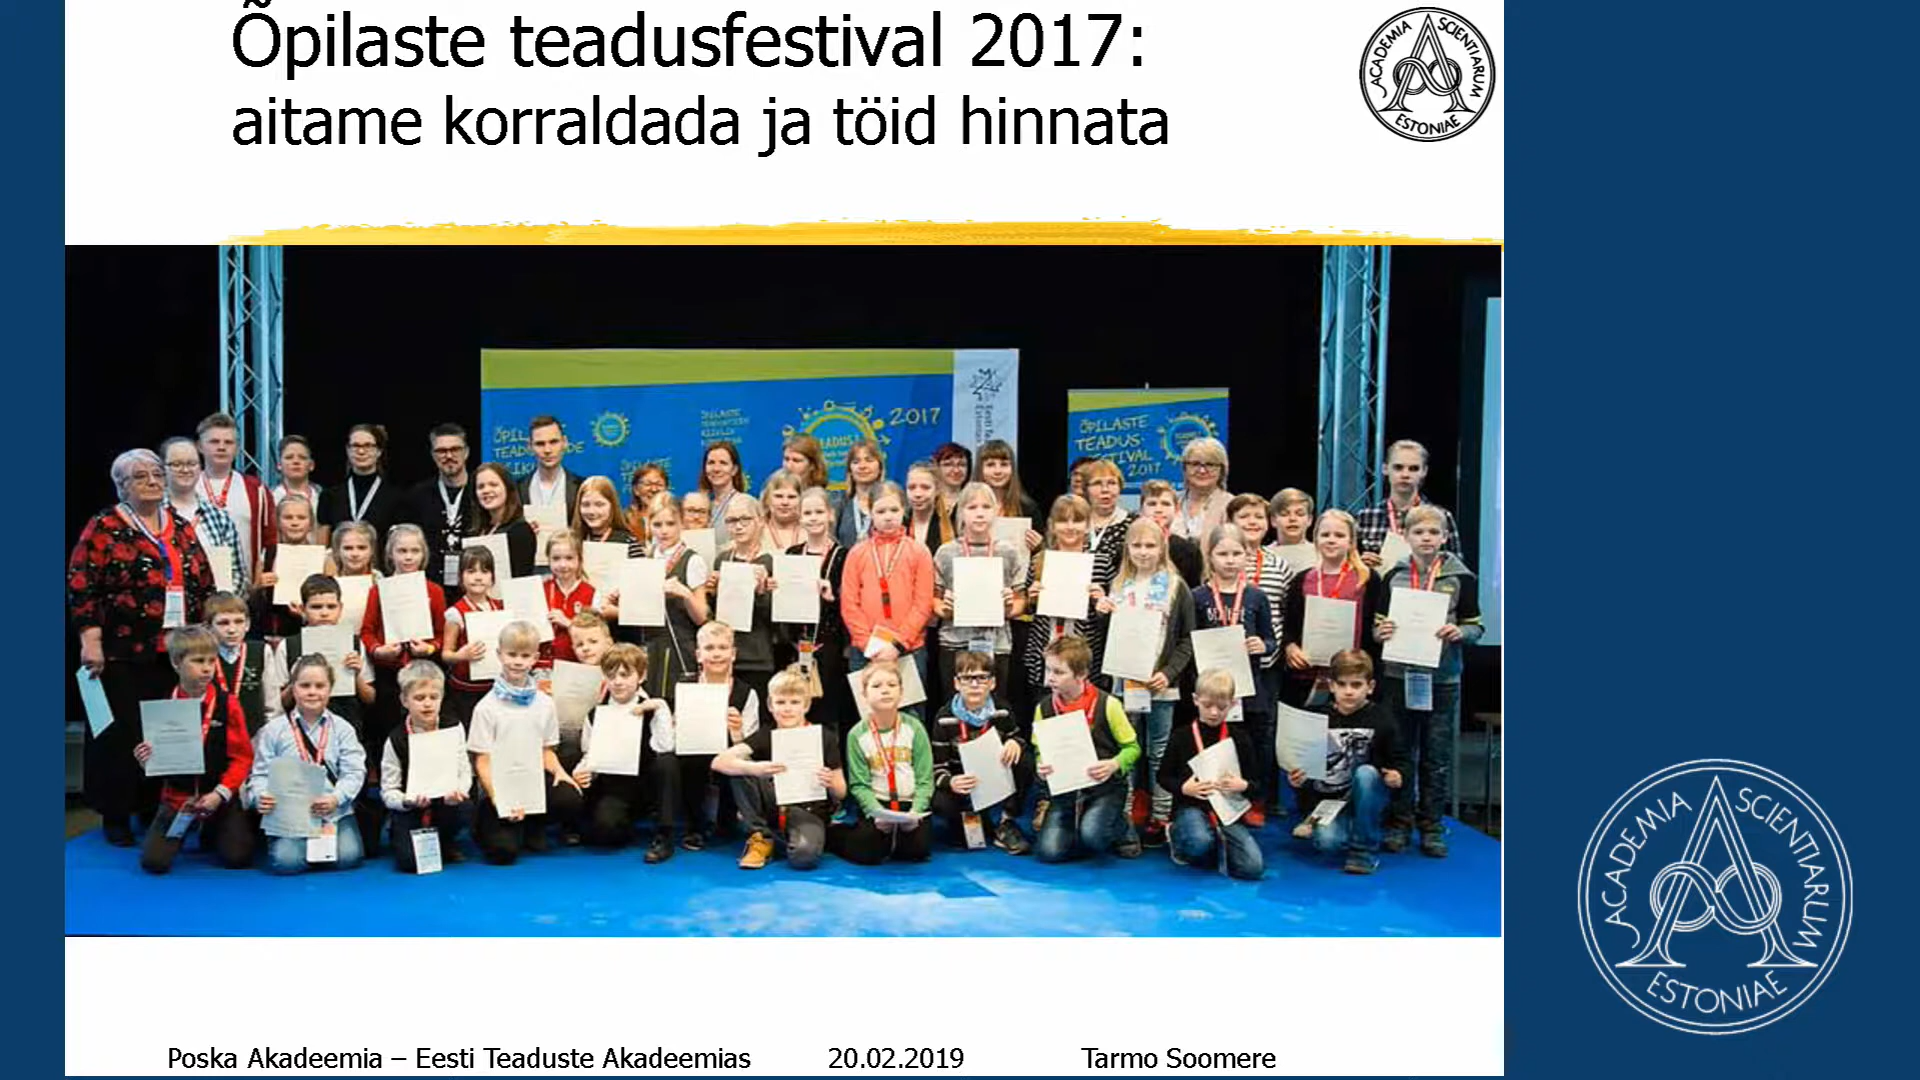 Õpilaste teadusfestival 2017:
aitame korraldada ja töid hinnata
ACADEMIA SCIENTIARUM ESTONIAE
2017
ÕPILASTE
TEADUS-
2017
ACADEMIA SCIENTIARUM ESTONIAE
Poska Akadeemia – Eesti Teaduste Akadeemias 20.02.2019 Tarmo Soomere